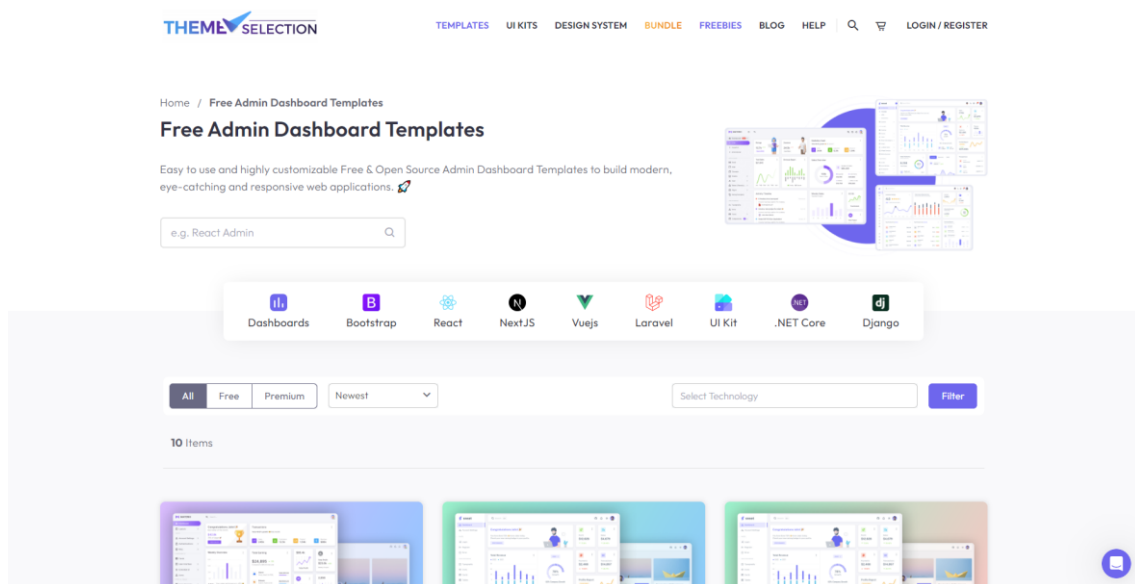 THEME SELECTION
TEMPLATES UI KITS DESIGN SYSTEM BUNDLE FREEBIES BLOG HELP LOGIN / REGISTER
Home / Free Admin Dashboard Templates
Free Admin Dashboard Templates
Easy to use and highly customizable Free & Open Source Admin Dashboard Templates to build modern,
eye-catching and responsive web applications.
e.g. React Admin
Dashboards Bootstrap React NextJS Vuejs Laravel UI Kit .NET Core Django
All Free Premium Newest Select Technology Filter
10 Items